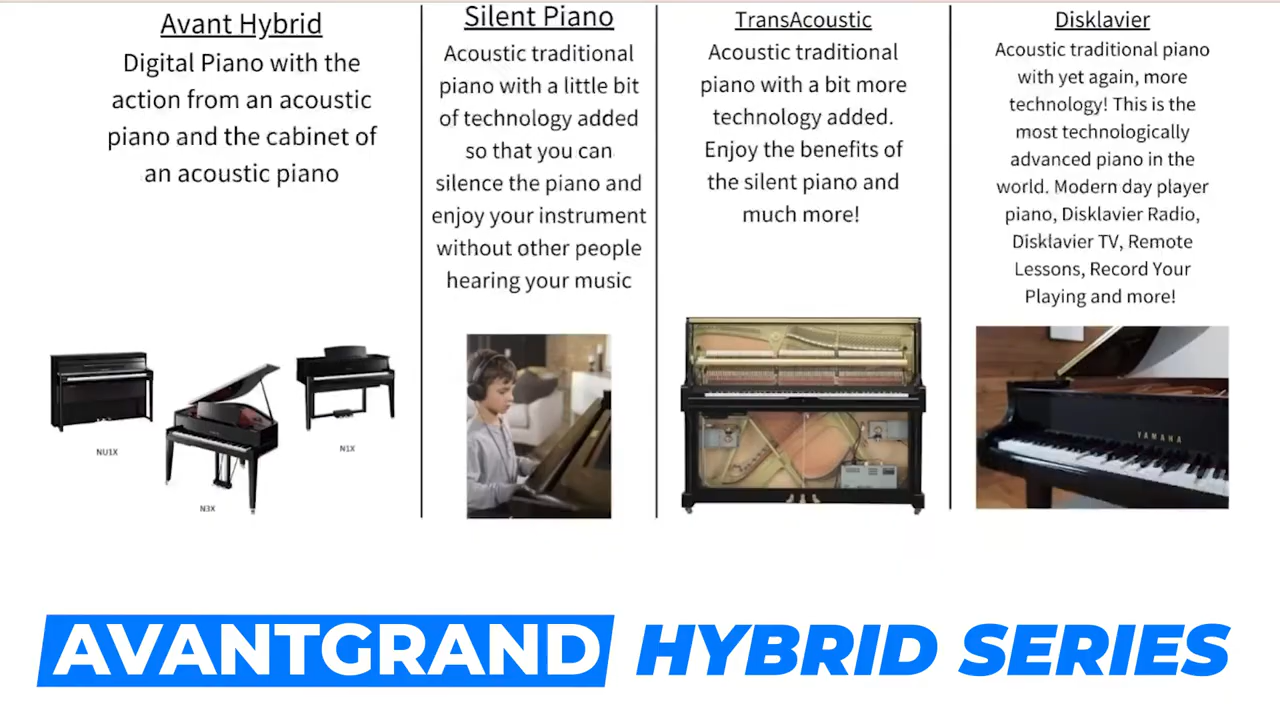 Avant Hybrid
Digital Piano with the
action from an acoustic
piano and the cabinet of
an acoustic piano
NU1X
N3X
N1X
Silent Piano
Acoustic traditional
piano with a little bit
of technology added
so that you can
silence the piano and
enjoy your instrument
without other people
hearing your music
TransAcoustic
Acoustic traditional
piano with a bit more
technology added.
Enjoy the benefits of
the silent piano and
much more!
Disklavier
Acoustic traditional piano
with yet again, more
technology! This is the
most technologically
advanced piano in the
world. Modern day player
piano, Disklavier Radio,
Disklavier TV, Remote
Lessons, Record Your
Playing and more!
YAMAHA
AVANTGRAND HYBRID SERIES